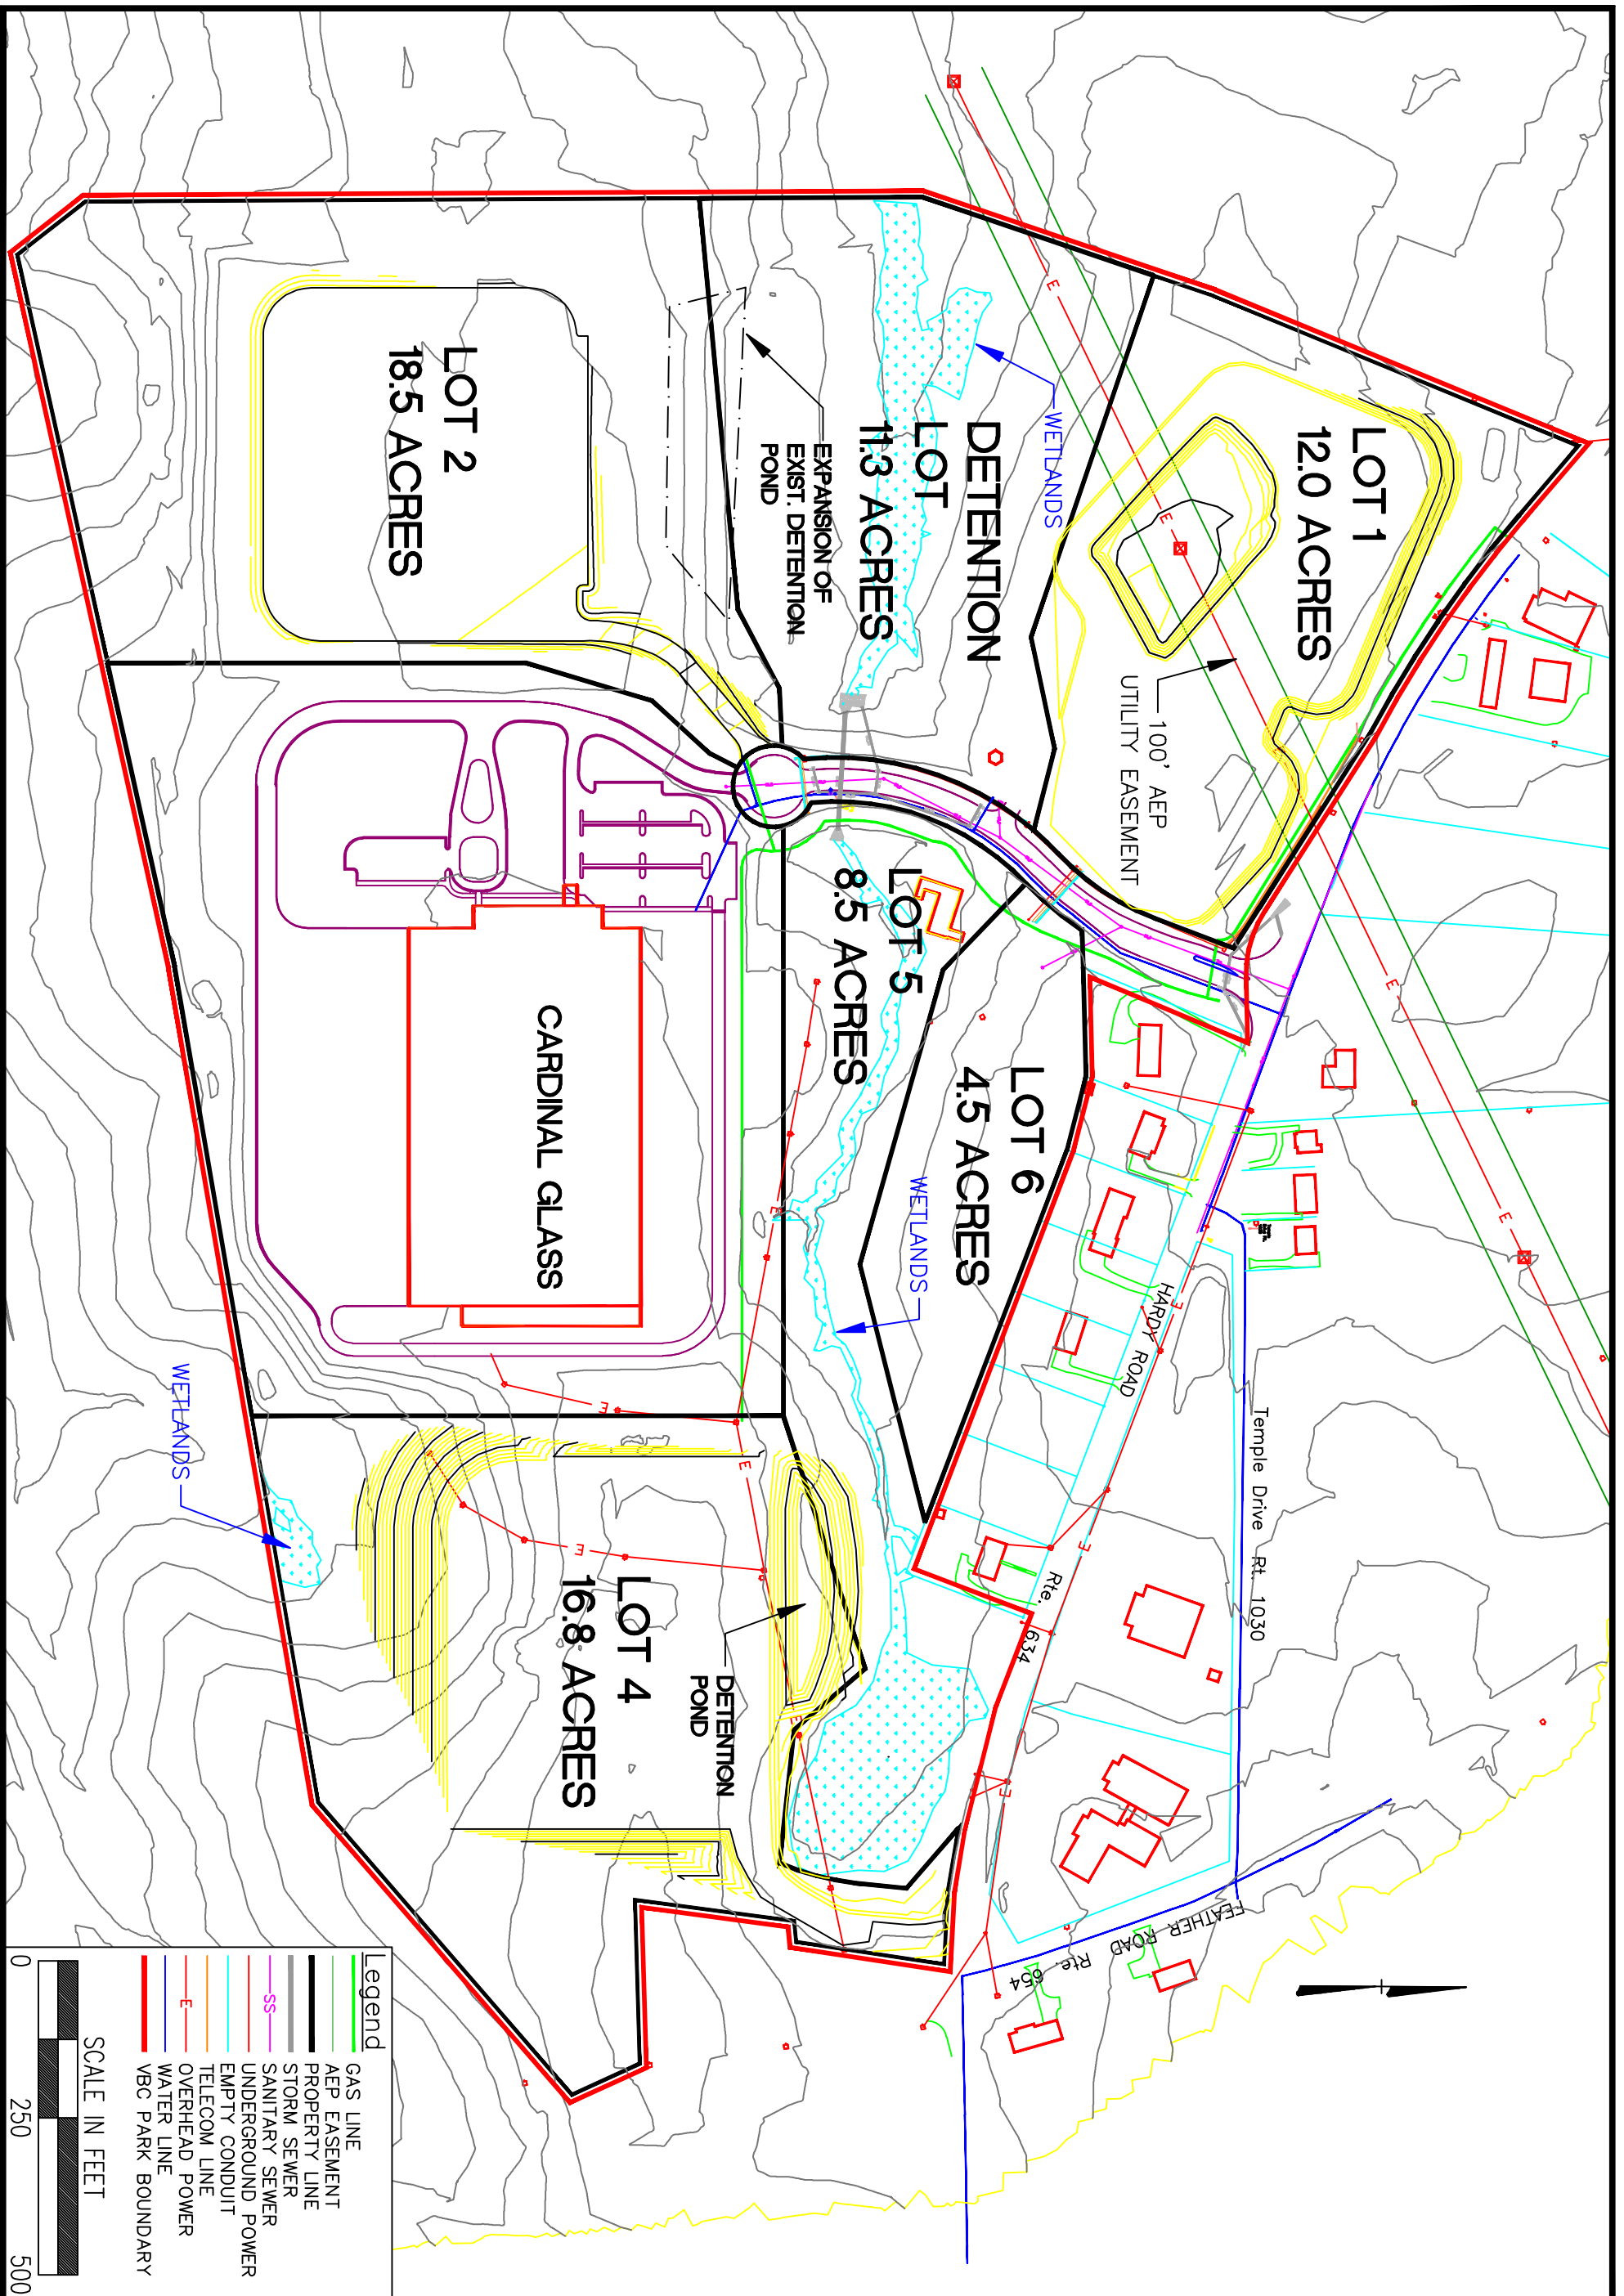 LOT 1
12.0 ACRES
100' AEP
UTILITY EASEMENT
WETLANDS
DETENTION
LOT
11.3 ACRES
EXPANSION OF
EXIST. DETENTION
POND
LOT 2
18.5 ACRES
LOT 6
4.5 ACRES
LOT 5
8.5 ACRES
WETLANDS
CARDINAL GLASS
HARDY ROAD
Rte. 634
Temple Drive Rt. 1030
FEATHER ROAD Rte. 654
LOT 4
16.8 ACRES
DETENTION
POND
WETLANDS
E
E
E
E
E
E
E
E
E
E
E
E
Legend
GAS LINE
AEP EASEMENT
PROPERTY LINE
STORM SEWER
SS SANITARY SEWER
UNDERGROUND POWER
EMPTY CONDUIT
TELECOM LINE
E OVERHEAD POWER
WATER LINE
VBC PARK BOUNDARY
SCALE IN FEET
0 250 500